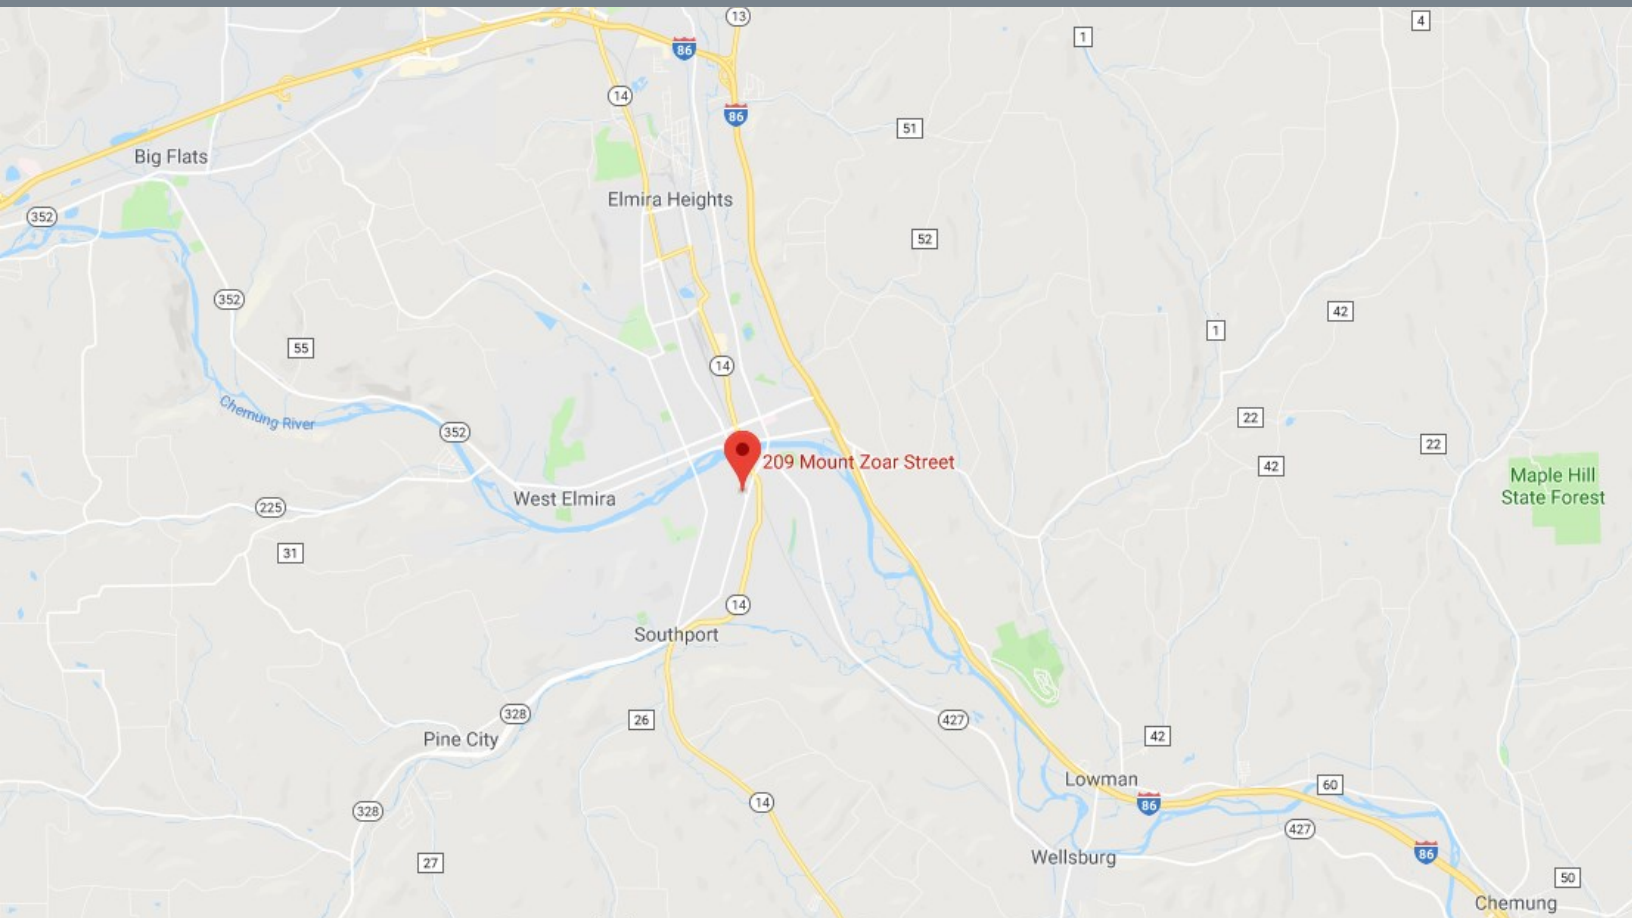 13
4
1
86
14
86
51
Big Flats
Elmira Heights
352
52
352
42
1
55
14
Chemung River
22
352
22
209 Mount Zoar Street
42
Maple Hill
State Forest
West Elmira
225
31
14
Southport
328
26
427
42
Pine City
Lowman
60
86
14
328
427
86
Wellsburg
27
50
Chemung